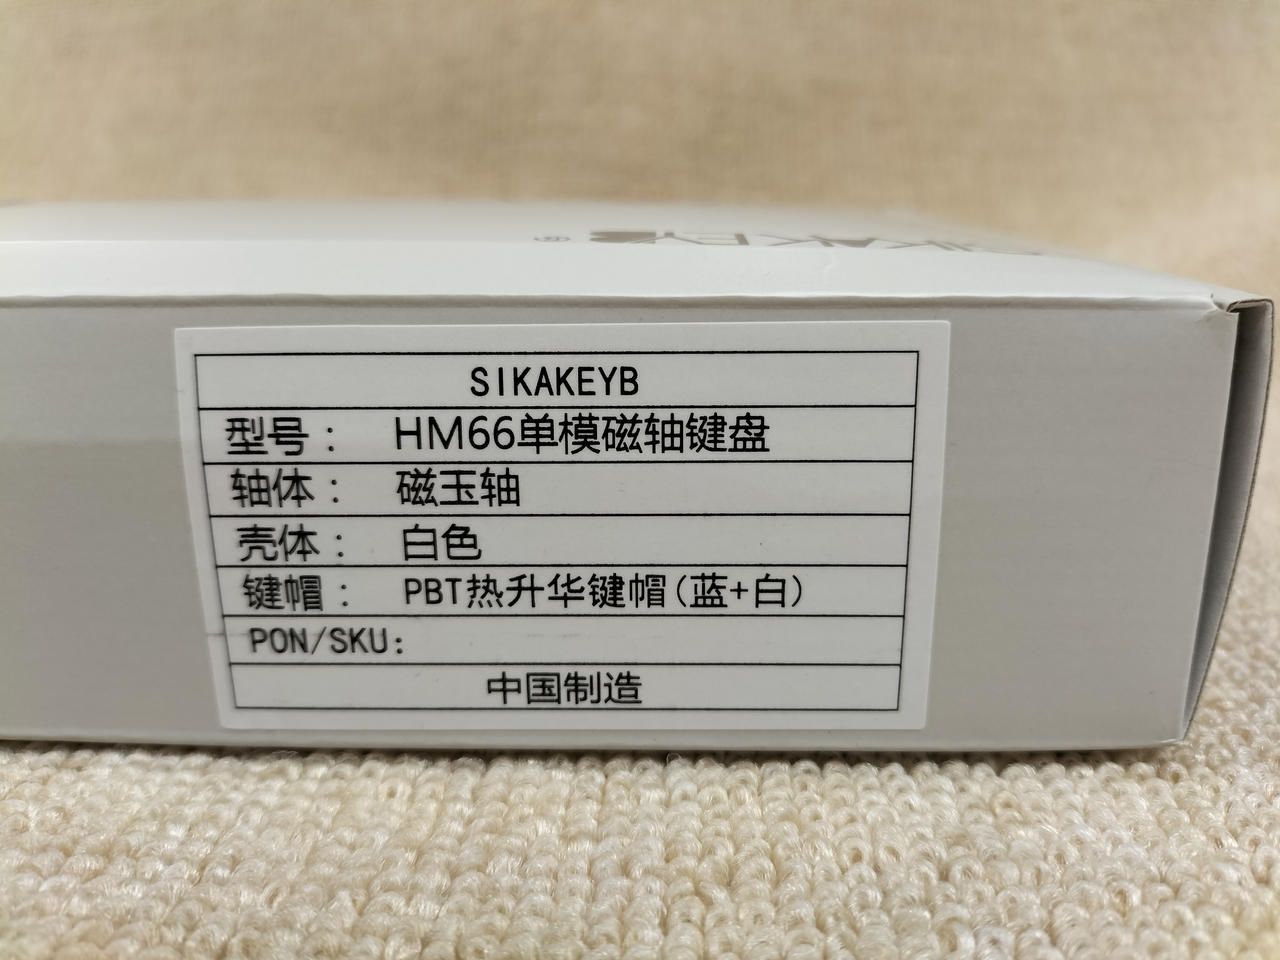 SIKAKEYB®
SIKAKEYB
型号： HM66单模磁轴键盘
轴体： 磁玉轴
壳体： 白色
键帽： PBT热升华键帽(蓝+白)
PON/SKU:
中国制造